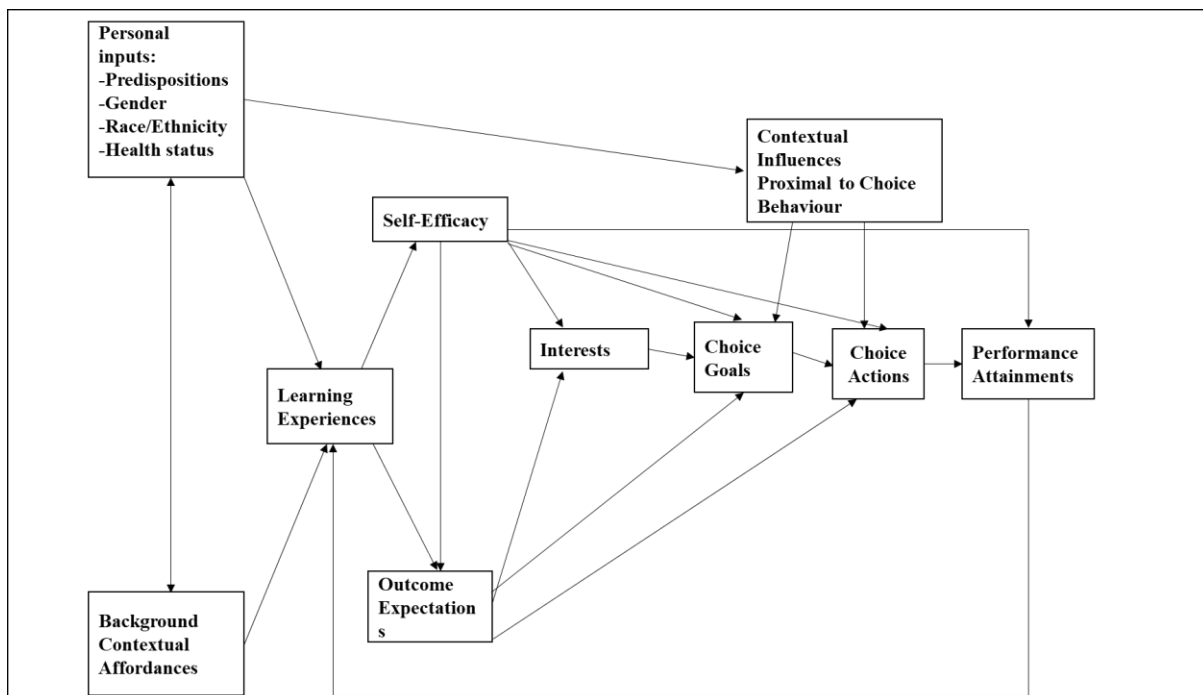 Personal
inputs:
-Predispositions
-Gender
-Race/Ethnicity
-Health status
Contextual
Influences
Proximal to Choice
Behaviour
Self-Efficacy
Interests
Choice
Goals
Choice
Actions
Performance
Attainments
Learning
Experiences
Outcome
Expectation
s
Background
Contextual
Affordances